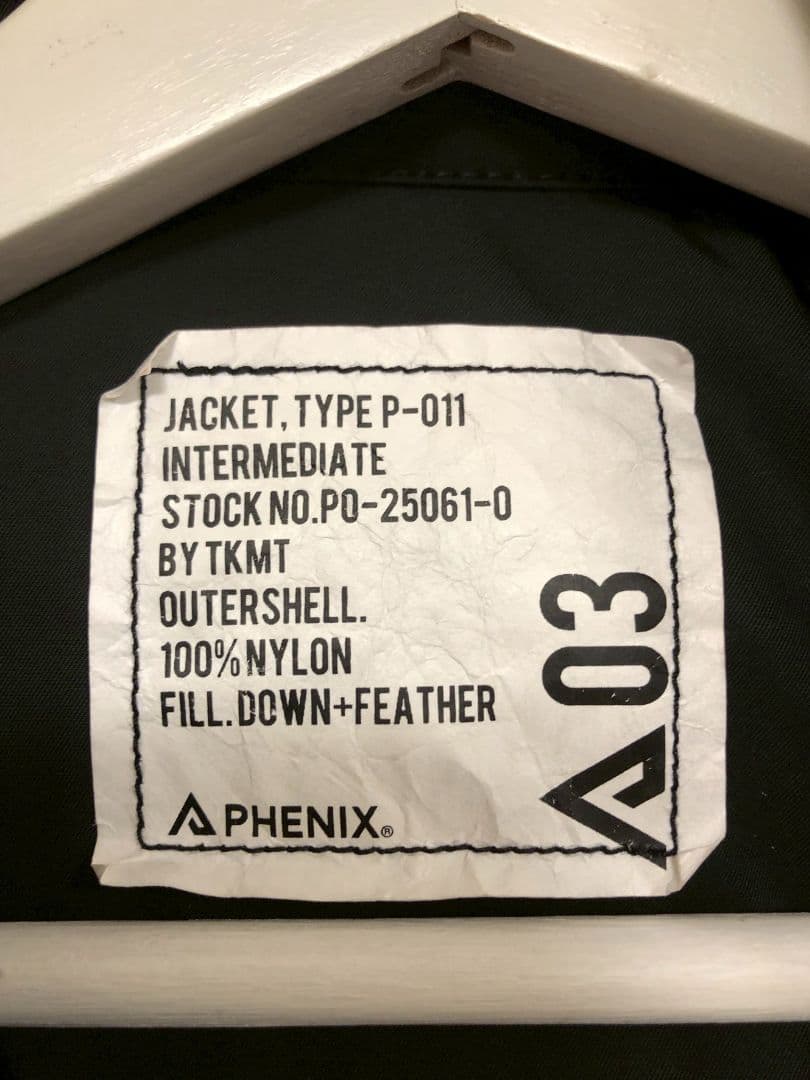 JACKET, TYPE P-011
INTERMEDIATE
STOCK NO.PO-25061-0
BY TKMT
OUTERSHELL.
100% NYLON
FILL.DOWN+FEATHER
03
PHENIX®